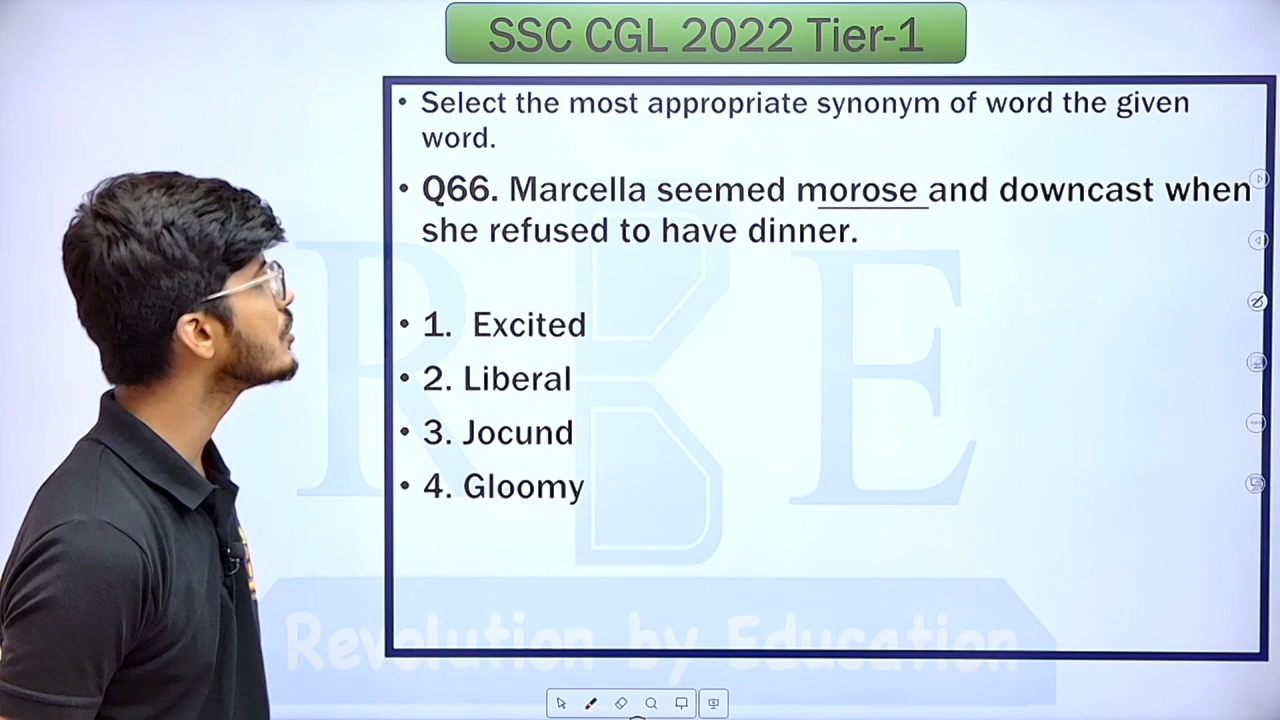 SSC CGL 2022 Tier-1
• Select the most appropriate synonym of word the given
word.
• Q66. Marcella seemed morose and downcast when
she refused to have dinner.
• 1. Excited
• 2. Liberal
• 3. Jocund
• 4. Gloomy
RBE
Revolution by Education